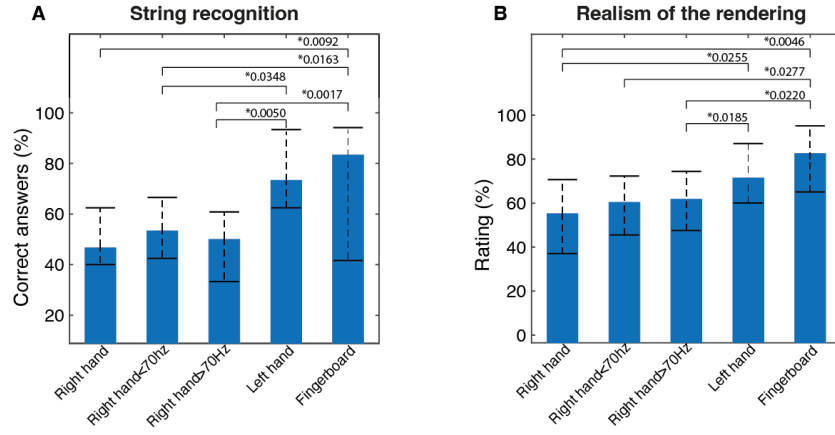 A
String recognition
*0.0092
*0.0163
*0.0348
*0.0017
*0.0050
Correct answers (%)
100
80
60
40
20
Right hand
Right hand<70hz
Right hand>70Hz
Left hand
Fingerboard
B
Realism of the rendering
*0.0046
*0.0255
*0.0277
*0.0220
*0.0185
Rating (%)
100
80
60
40
20
0
Right hand
Right hand<70hz
Right hand>70Hz
Left hand
Fingerboard